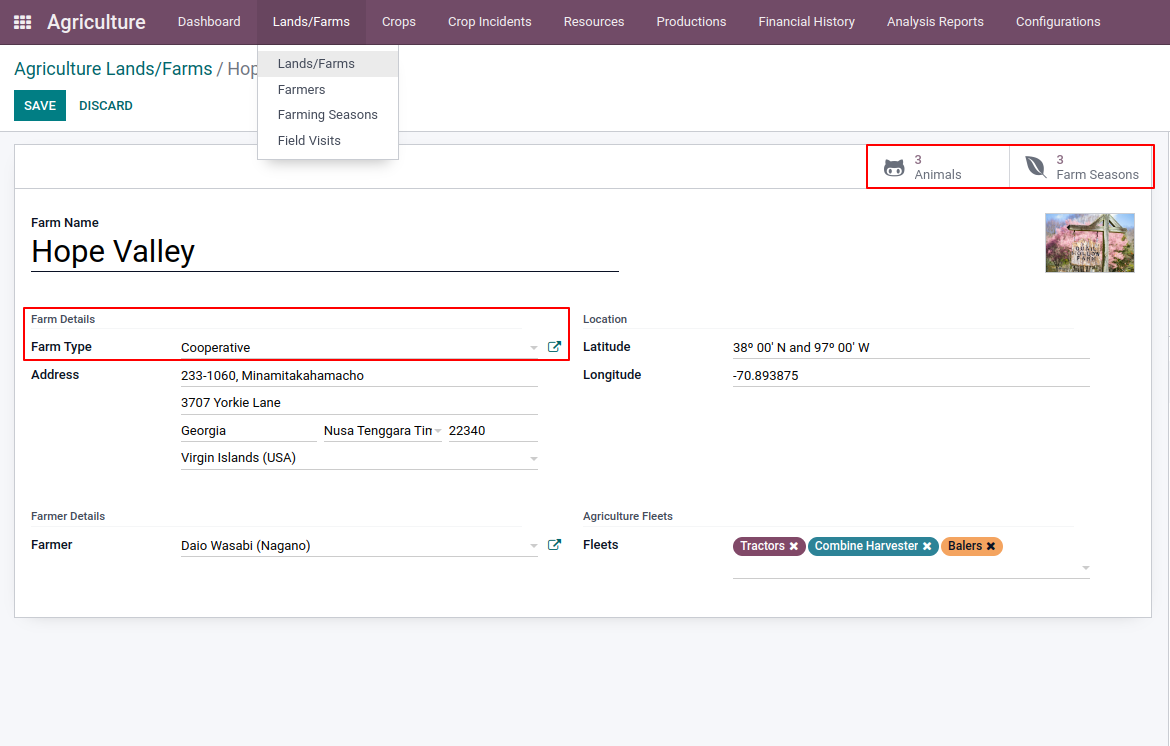 Agriculture Dashboard Lands/Farms Crops Crop Incidents Resources Productions Financial History Analysis Reports Configurations
Agriculture Lands/Farms / Hop
Lands/Farms
Farmers
Farming Seasons
Field Visits
SAVE DISCARD
3 Animals
3 Farm Seasons
Farm Name
Hope Valley
QUAIL
HOLLOW
FARM
Farm Details
Farm Type Cooperative
Address 233-1060, Minamitakahamacho
3707 Yorkie Lane
Georgia Nusa Tenggara Tim 22340
Virgin Islands (USA)
Location
Latitude 38º 00' N and 97º 00' W
Longitude -70.893875
Farmer Details
Farmer Daio Wasabi (Nagano)
Agriculture Fleets
Fleets Tractors Combine Harvester Balers